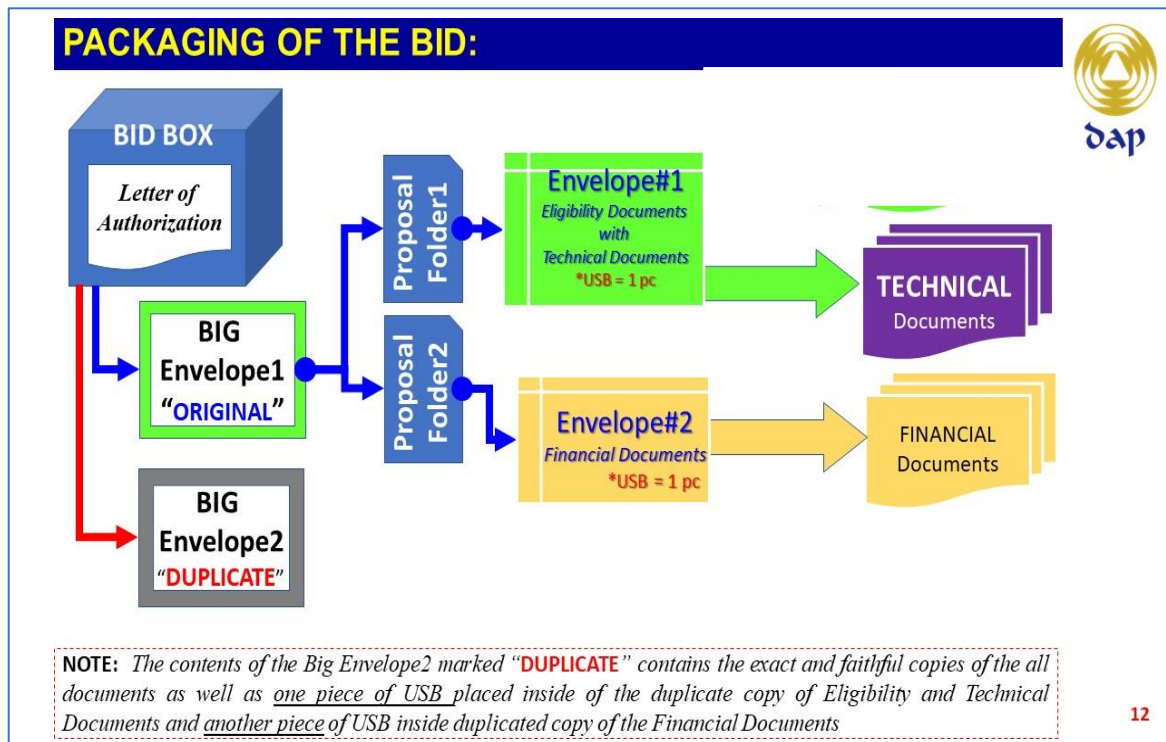 PACKAGING OF THE BID:
dap
BID BOX
Letter of
Authorization
BIG
Envelope1
“ORIGINAL”
BIG
Envelope2
“DUPLICATE”
Proposal
Folder1
Proposal
Folder2
Envelope#1
Eligibility Documents
with
Technical Documents
*USB = 1 pc
Envelope#2
Financial Documents
*USB = 1 pc
TECHNICAL
Documents
FINANCIAL
Documents
NOTE: The contents of the Big Envelope2 marked “DUPLICATE” contains the exact and faithful copies of the all
documents as well as one piece of USB placed inside of the duplicate copy of Eligibility and Technical
Documents and another piece of USB inside duplicated copy of the Financial Documents
12